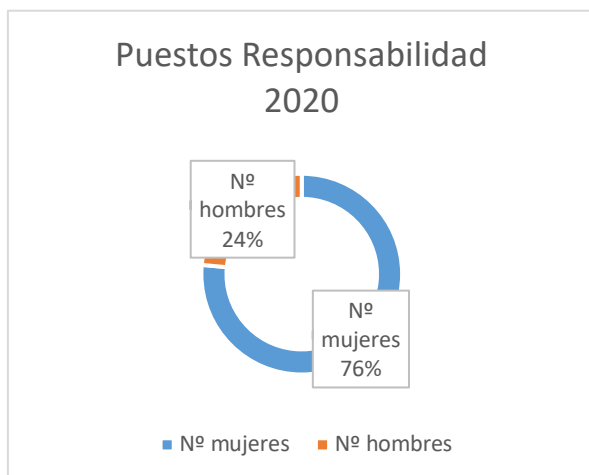 Puestos Responsabilidad
2020
Nº
hombres
24%
Nº
mujeres
76%
Nº mujeres
Nº hombres